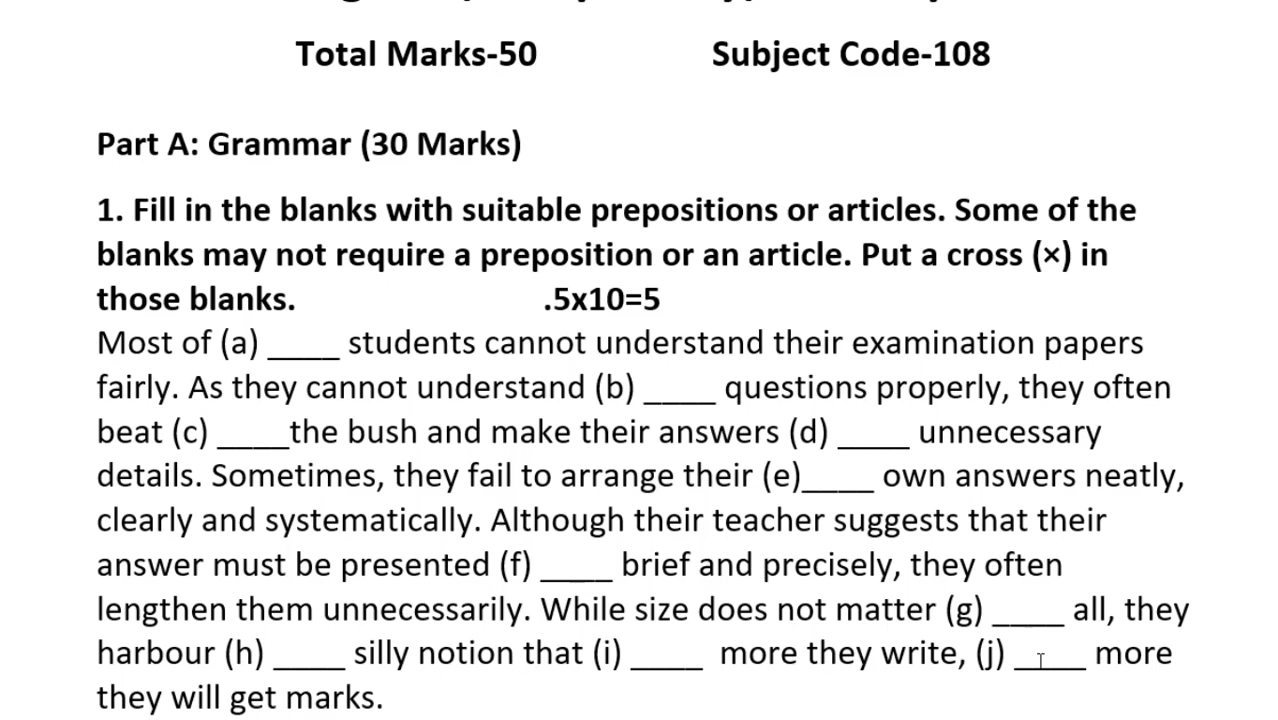 Total Marks-50 Subject Code-108
Part A: Grammar (30 Marks)
1. Fill in the blanks with suitable prepositions or articles. Some of the
blanks may not require a preposition or an article. Put a cross (×) in
those blanks. .5x10=5
Most of (a) ____ students cannot understand their examination papers
fairly. As they cannot understand (b) ____ questions properly, they often
beat (c) ____the bush and make their answers (d) ____ unnecessary
details. Sometimes, they fail to arrange their (e)____ own answers neatly,
clearly and systematically. Although their teacher suggests that their
answer must be presented (f) ____ brief and precisely, they often
lengthen them unnecessarily. While size does not matter (g) ____ all, they
harbour (h) ____ silly notion that (i) ____ more they write, (j) ____ more
they will get marks.